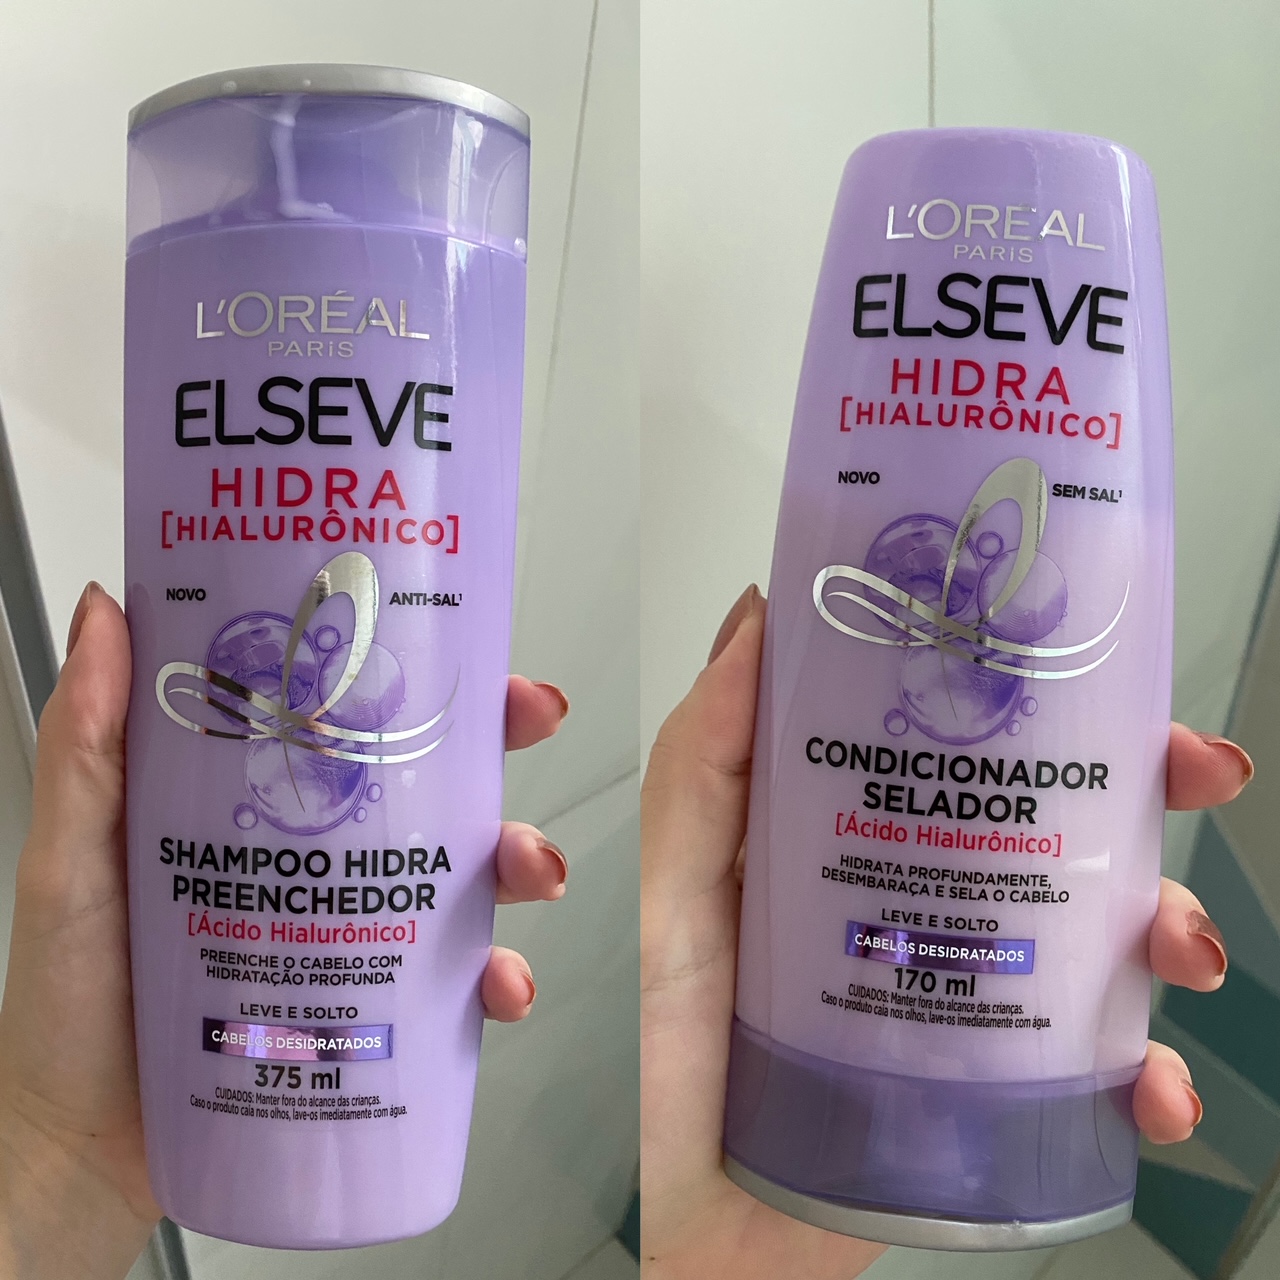 L'ORÉAL
PARIS
ELSEVE
HIDRA
[HIALURÔNICO]
NOVO
ANTI-SAL¹
SHAMPOO HIDRA
PREENCHEDOR
[Ácido Hialurônico]
PREENCHE O CABELO COM
HIDRATAÇÃO PROFUNDA
LEVE E SOLTO
CABELOS DESIDRATADOS
375 ml
CUIDADOS: Manter fora do alcance das crianças.
Caso o produto caia nos olhos, lave-os imediatamente com água.
L'ORÉAL
PARIS
ELSEVE
HIDRA
[HIALURÔNICO]
NOVO
SEM SAL¹
CONDICIONADOR
SELADOR
[Ácido Hialurônico]
HIDRATA PROFUNDAMENTE,
DESEMBARAÇA E SELA O CABELO
LEVE E SOLTO
CABELOS DESIDRATADOS
170 ml
CUIDADOS: Manter fora do alcance das crianças.
Caso o produto caia nos olhos, lave-os imediatamente com água.